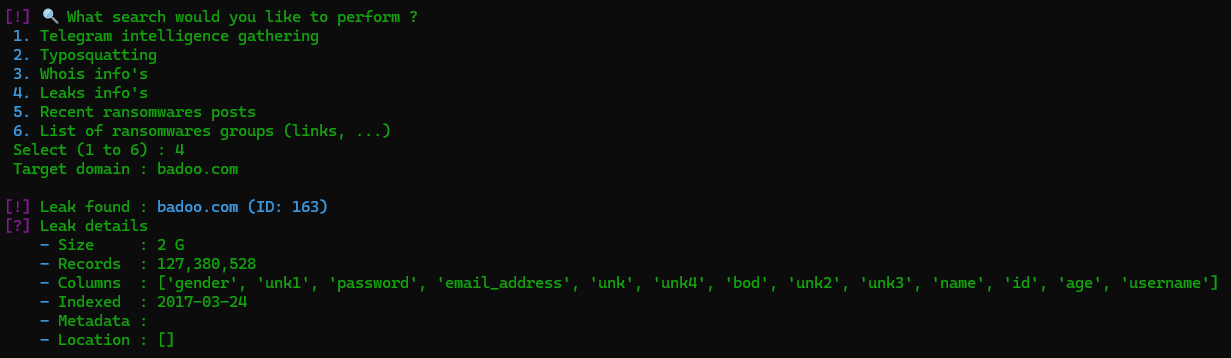 [!] 🔍 What search would you like to perform ?
1. Telegram intelligence gathering
2. Typosquatting
3. Whois info's
4. Leaks info's
5. Recent ransomwares posts
6. List of ransomwares groups (links, ...)
Select (1 to 6) : 4
Target domain : badoo.com
[!] Leak found : badoo.com (ID: 163)
[?] Leak details
- Size : 2 G
- Records : 127,380,528
- Columns : ['gender', 'unk1', 'password', 'email_address', 'unk', 'unk4', 'bod', 'unk2', 'unk3', 'name', 'id', 'age', 'username']
- Indexed : 2017-03-24
- Metadata :
- Location : []